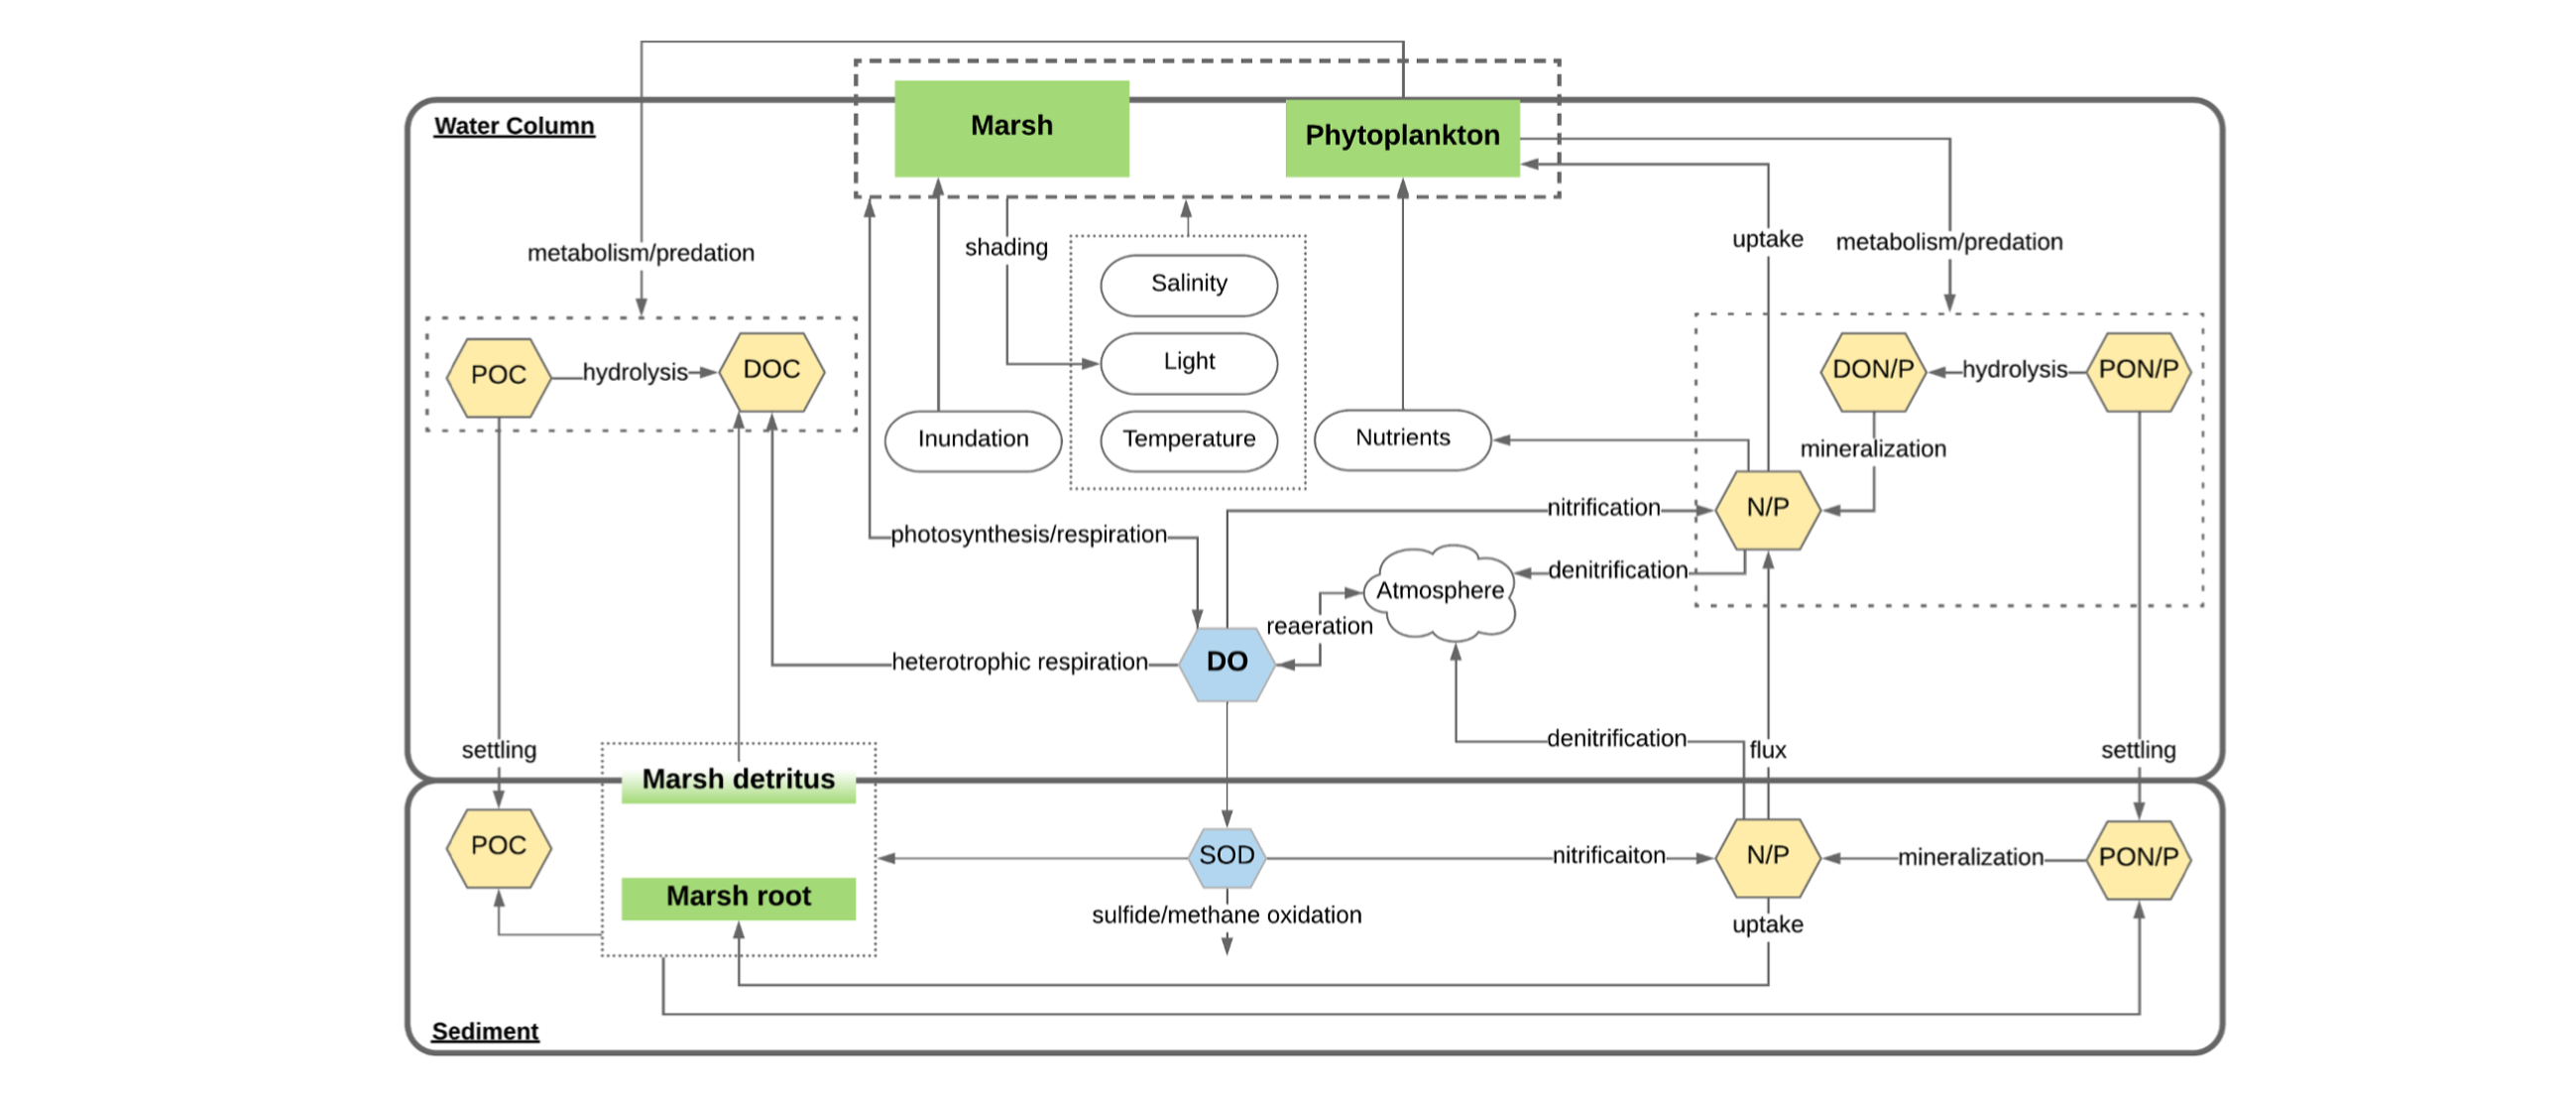 Water Column
Marsh
Phytoplankton
metabolism/predation
shading
uptake
metabolism/predation
Salinity
Light
Temperature
POC
hydrolysis
DOC
Inundation
Nutrients
DON/P
hydrolysis
PON/P
mineralization
N/P
nitrification
photosynthesis/respiration
denitrification
Atmosphere
reaeration
heterotrophic respiration
DO
denitrification
settling
flux
settling
Marsh detritus
POC
SOD
nitrificaiton
N/P
mineralization
PON/P
Marsh root
sulfide/methane oxidation
uptake
Sediment